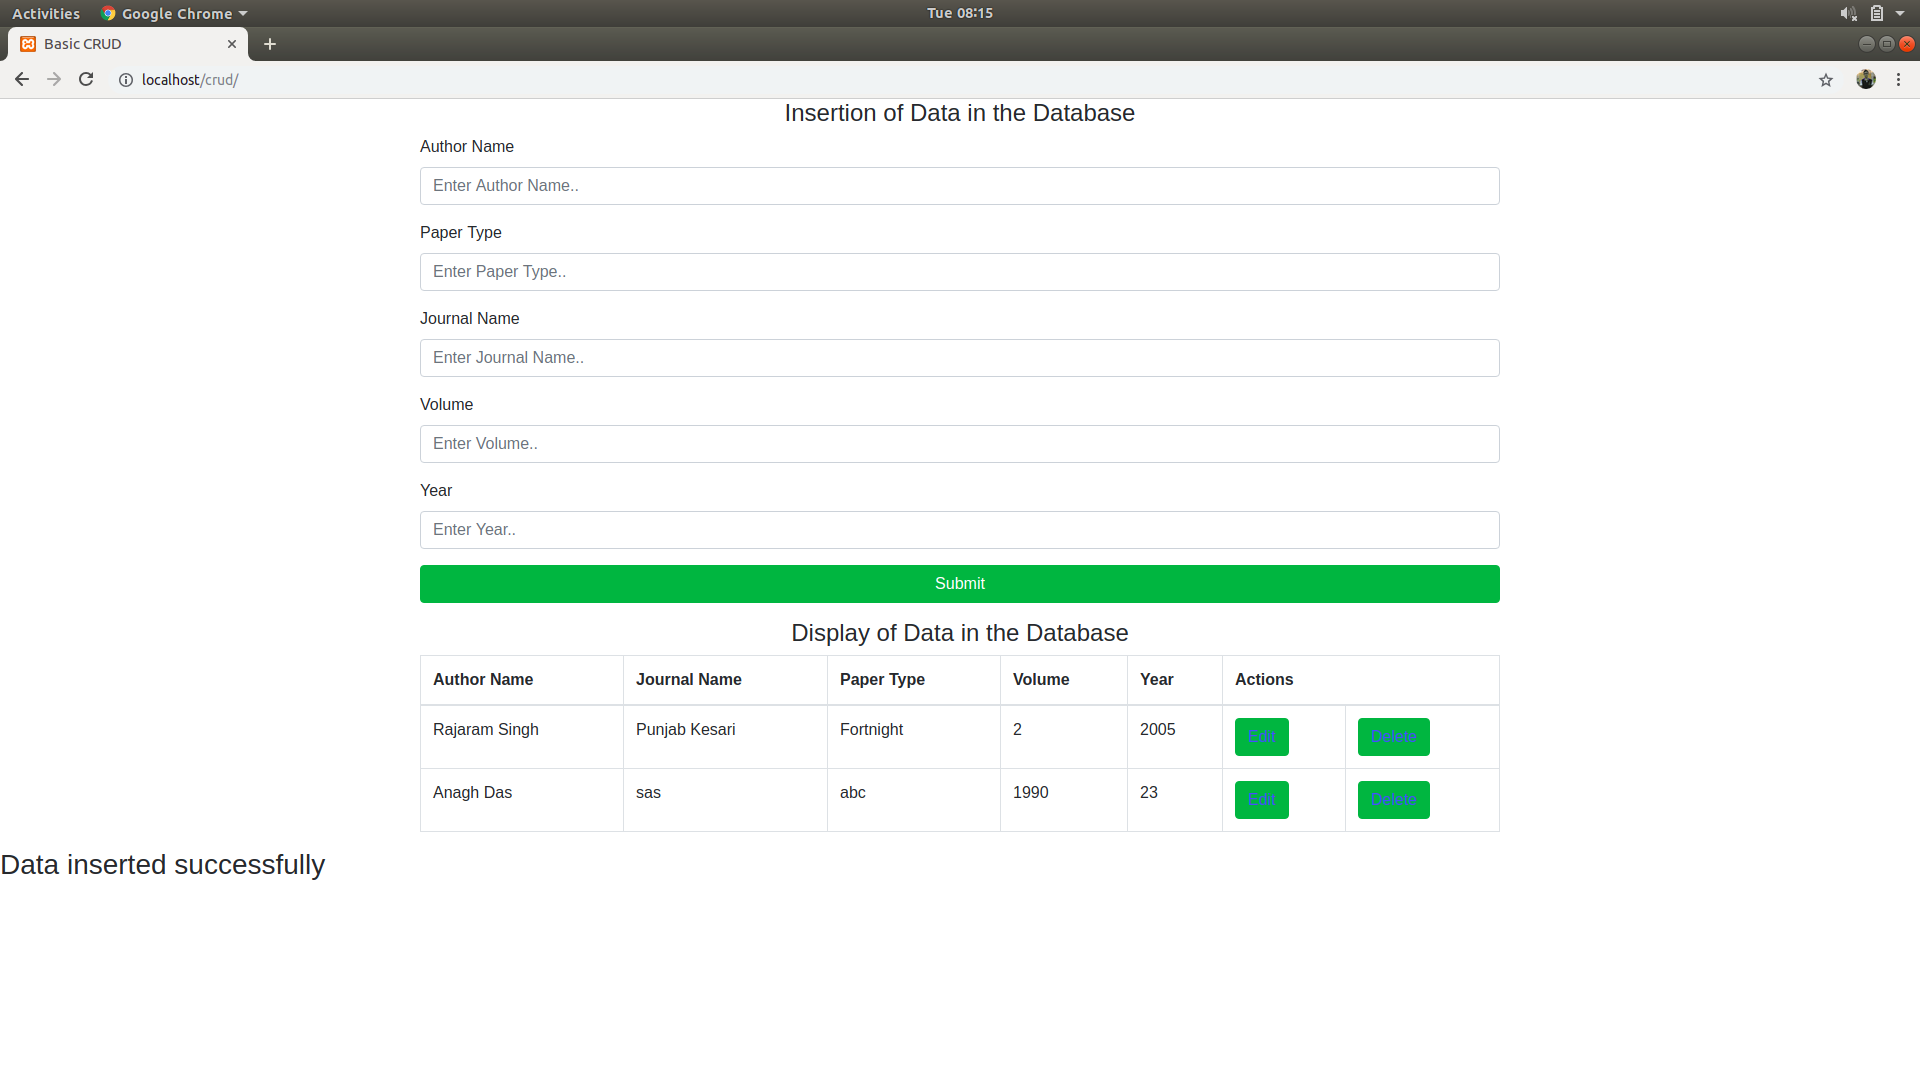 Activities Google Chrome Tue 08:15
Basic CRUD
localhost/crud/
Insertion of Data in the Database
Author Name
Enter Author Name..
Paper Type
Enter Paper Type..
Journal Name
Enter Journal Name..
Volume
Enter Volume..
Year
Enter Year..
Submit
Display of Data in the Database
Author Name Journal Name Paper Type Volume Year Actions
Rajaram Singh Punjab Kesari Fortnight 2 2005 Edit Delete
Anagh Das sas abc 1990 23 Edit Delete
Data inserted successfully